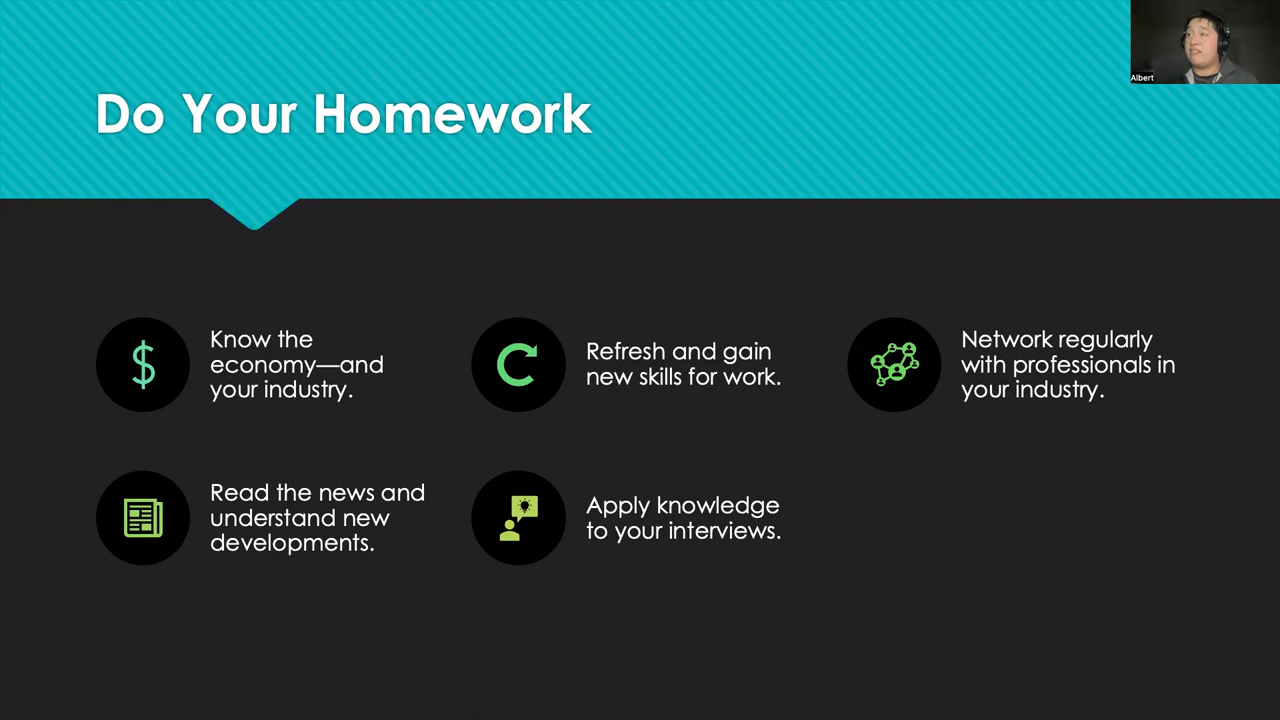 Albert
Do Your Homework
Know the
economy—and
your industry.
Refresh and gain
new skills for work.
Network regularly
with professionals in
your industry.
Read the news and
understand new
developments.
Apply knowledge
to your interviews.